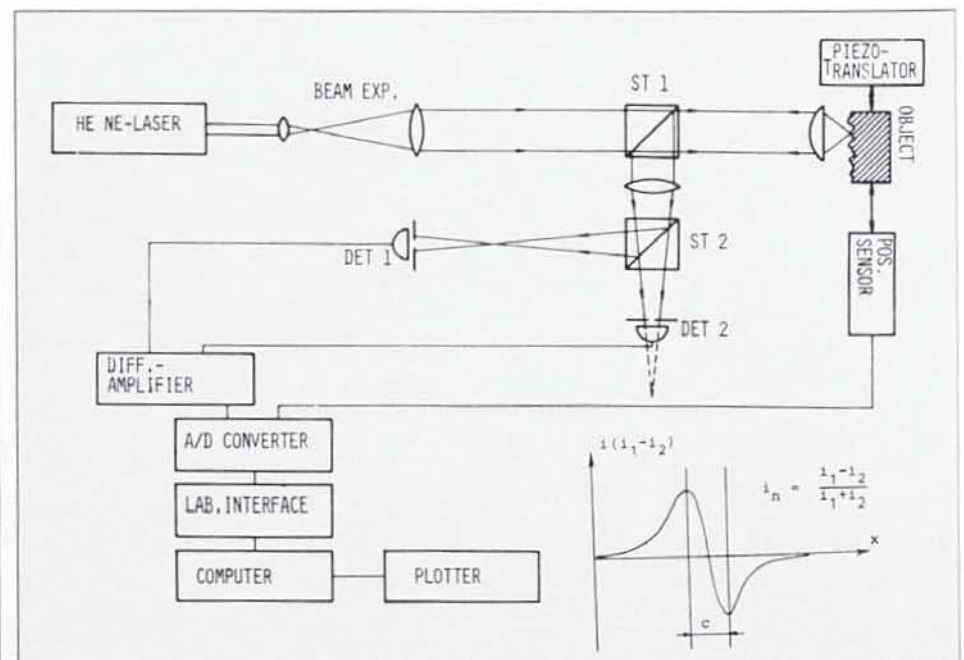 PIEZO-
TRANSLATOR
ST 1
BEAM EXP.
HE NE-LASER
OBJECT
ST 2
DET 1
POS.
SENSOR
DET 2
DIFF.-
AMPLIFIER
A/D CONVERTER
i(i₁-i₂)
iₙ = i₁-i₂
i₁+i₂
LAB.INTERFACE
x
COMPUTER
PLOTTER
c